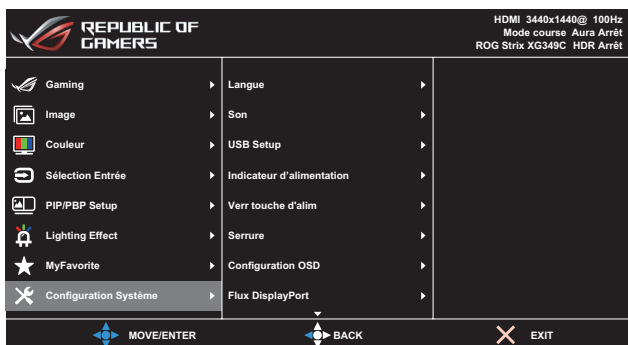 REPUBLIC OF
GAMERS
HDMI 3440x1440@ 100Hz
Mode course Aura Arrêt
ROG Strix XG349C HDR Arrêt
Gaming
Image
Couleur
Sélection Entrée
PIP/PBP Setup
Lighting Effect
MyFavorite
Configuration Système
Langue
Son
USB Setup
Indicateur d'alimentation
Verr touche d'alim
Serrure
Configuration OSD
Flux DisplayPort
MOVE/ENTER
BACK
EXIT